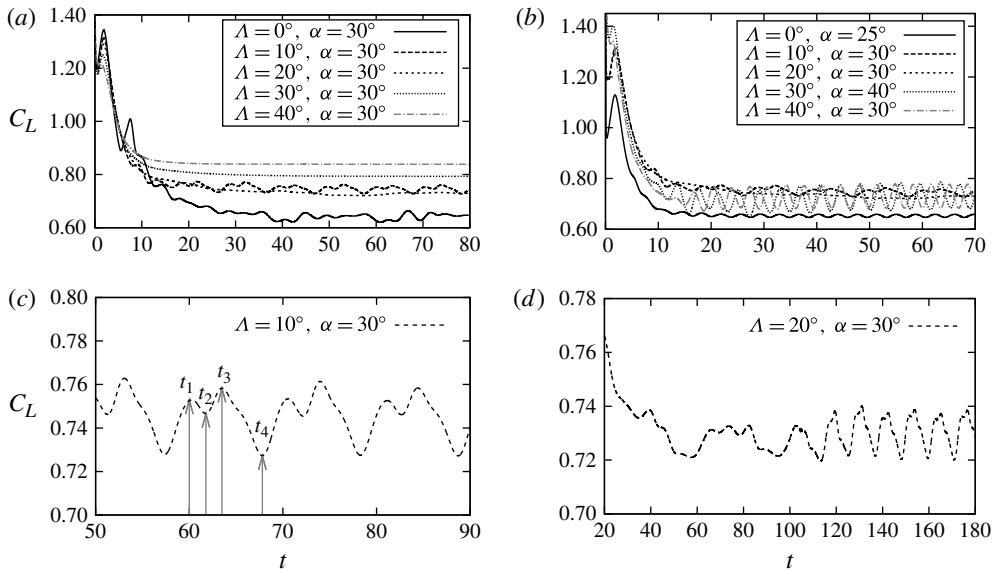 (a)
1.40
1.20
1.00
0.80
0.60
C_L
0 10 20 30 40 50 60 70 80
Λ = 0°, α = 30°
Λ = 10°, α = 30°
Λ = 20°, α = 30°
Λ = 30°, α = 30°
Λ = 40°, α = 30°
(b)
1.40
1.20
1.00
0.80
0.60
0 10 20 30 40 50 60 70
Λ = 0°, α = 25°
Λ = 10°, α = 30°
Λ = 20°, α = 30°
Λ = 30°, α = 40°
Λ = 40°, α = 30°
(c)
0.80
0.78
0.76
0.74
0.72
0.70
C_L
Λ = 10°, α = 30°
t1
t2
t3
t4
50 60 70 80 90
t
(d)
0.78
0.76
0.74
0.72
0.70
Λ = 20°, α = 30°
20 40 60 80 100 120 140 160 180
t